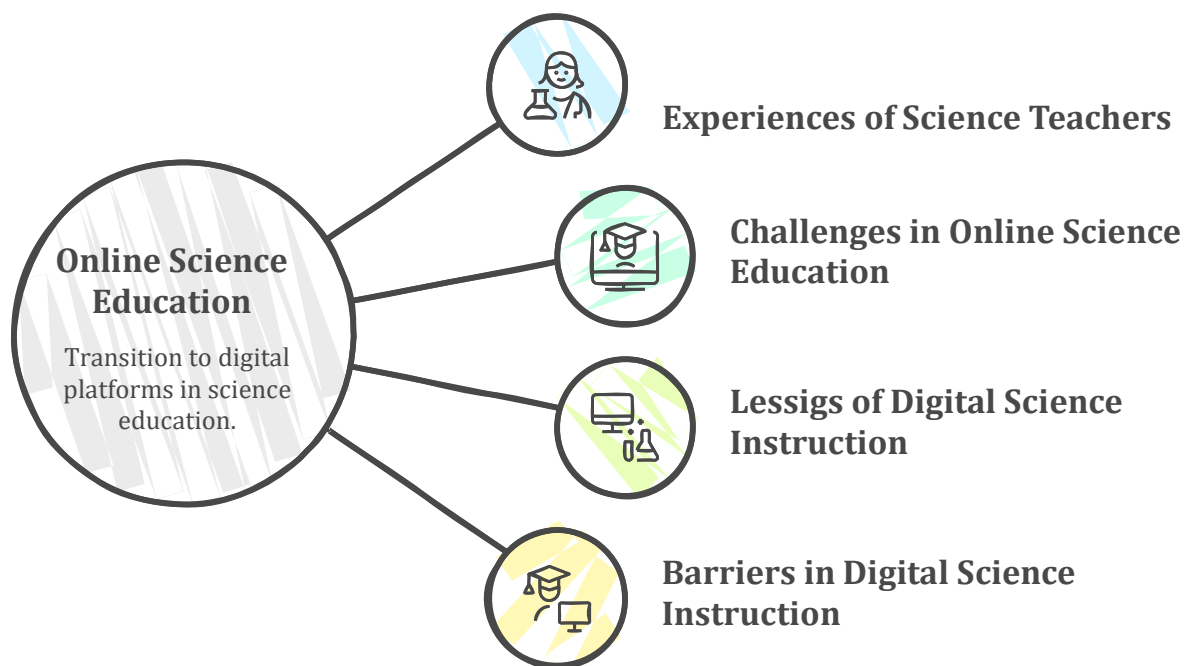 Experiences of Science Teachers
Online Science
Education
Transition to digital
platforms in science
education.
Challenges in Online Science
Education
Lessigs of Digital Science
Instruction
Barriers in Digital Science
Instruction